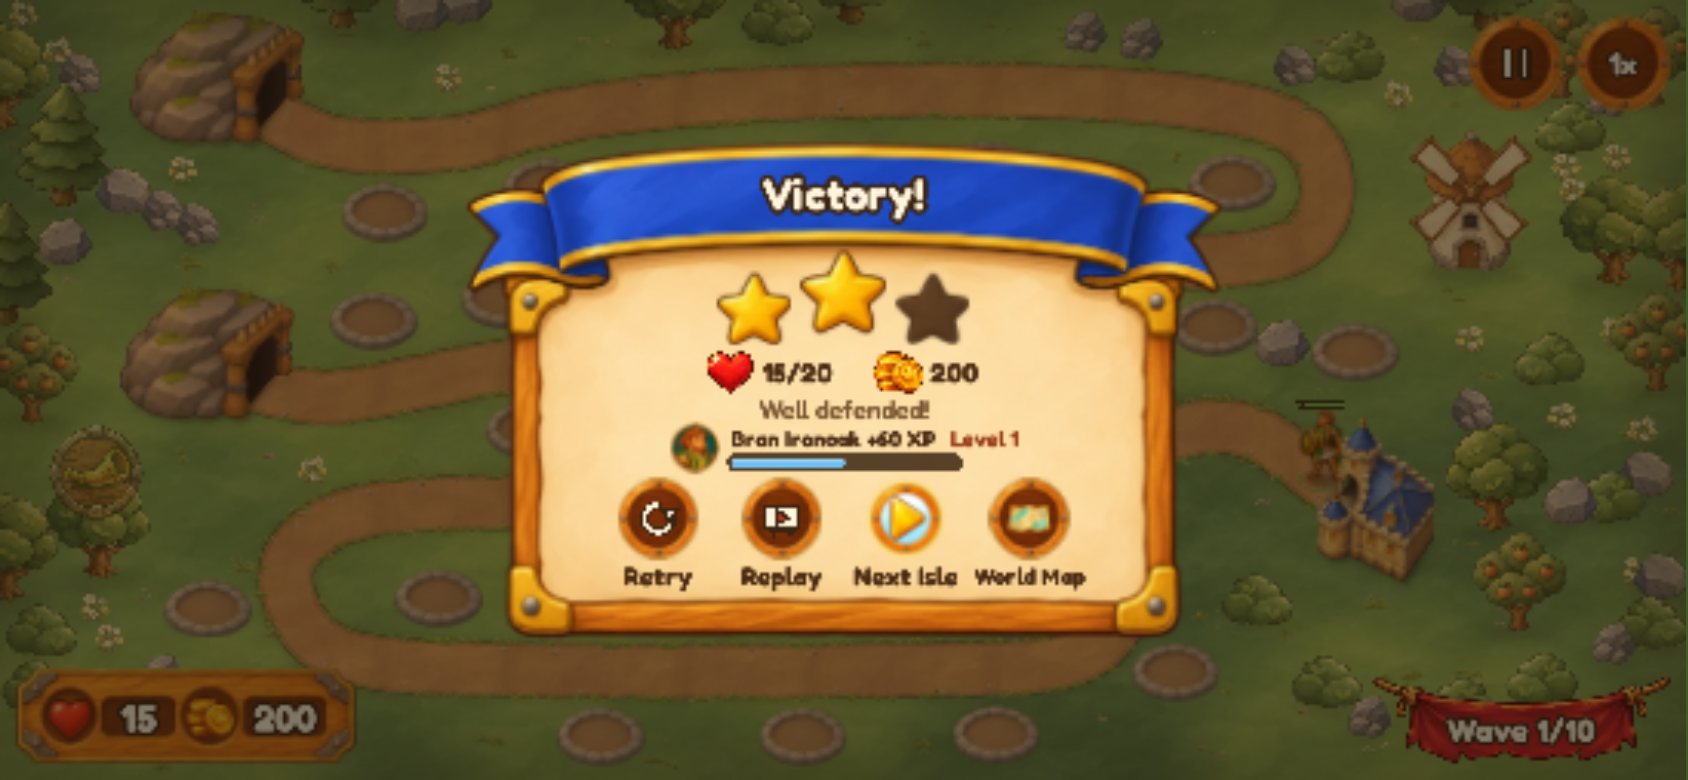 1x
Victory!
15/20 200
Well defended!
Bran Ironoak +60 XP Level 1
Retry Replay Next Isle World Map
15 200
Wave 1/10